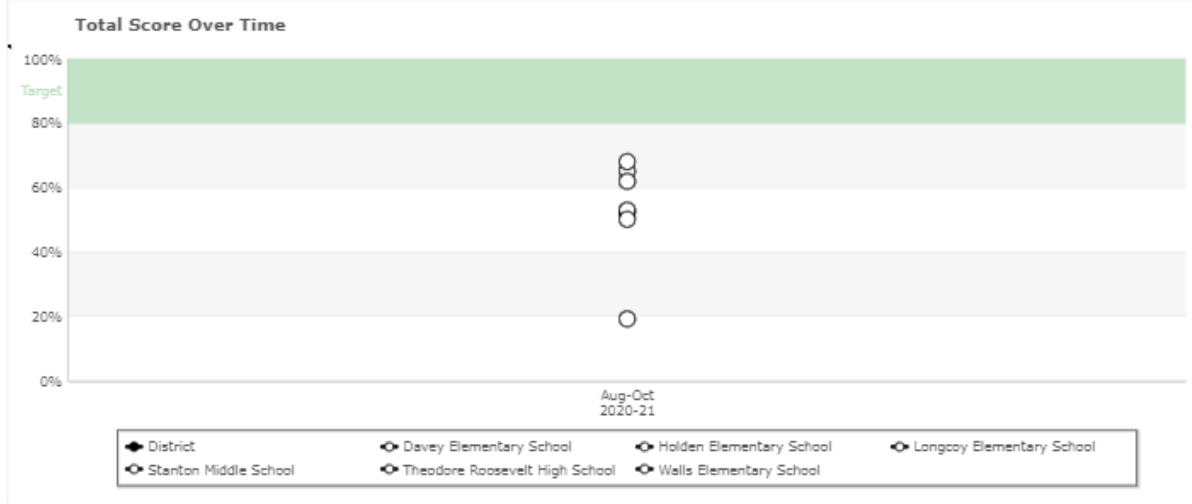 Total Score Over Time
100%
Target
80%
60%
40%
20%
0%
Aug-Oct
2020-21
District Davey Elementary School Holden Elementary School Longcoy Elementary School
Stanton Middle School Theodore Roosevelt High School Walls Elementary School